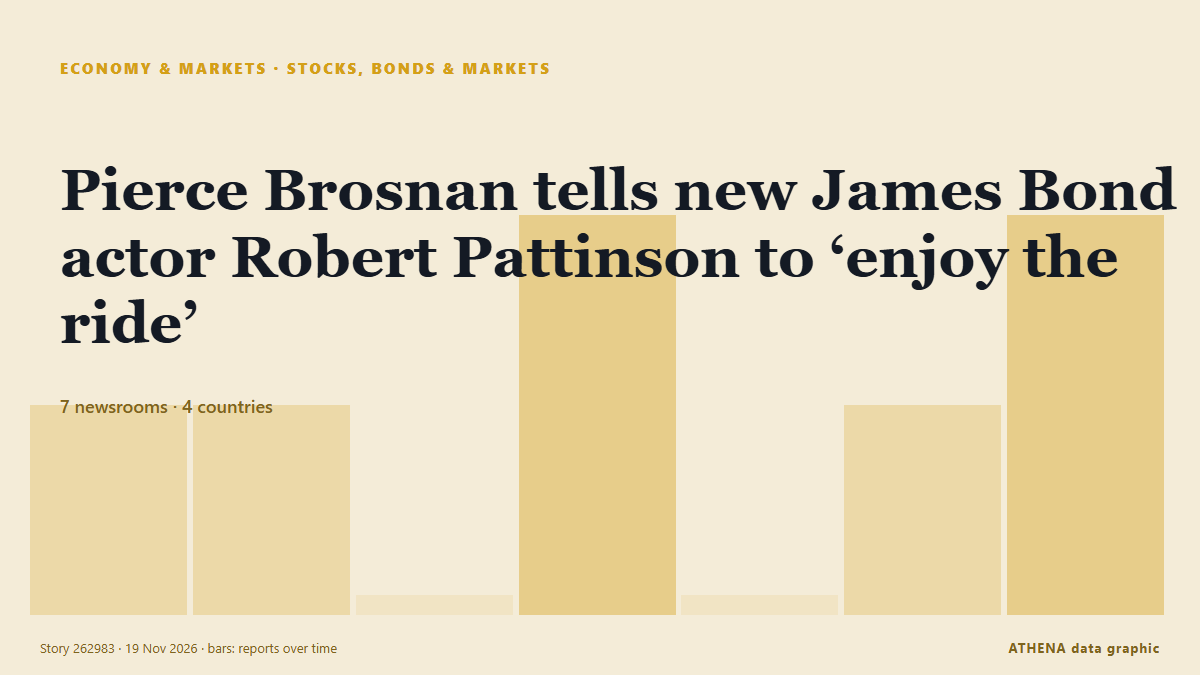 ECONOMY & MARKETS · STOCKS, BONDS & MARKETS
Pierce Brosnan tells new James Bond
actor Robert Pattinson to ‘enjoy the
ride’
7 newsrooms · 4 countries
Story 262983 · 19 Nov 2026 · bars: reports over time
ATHENA data graphic